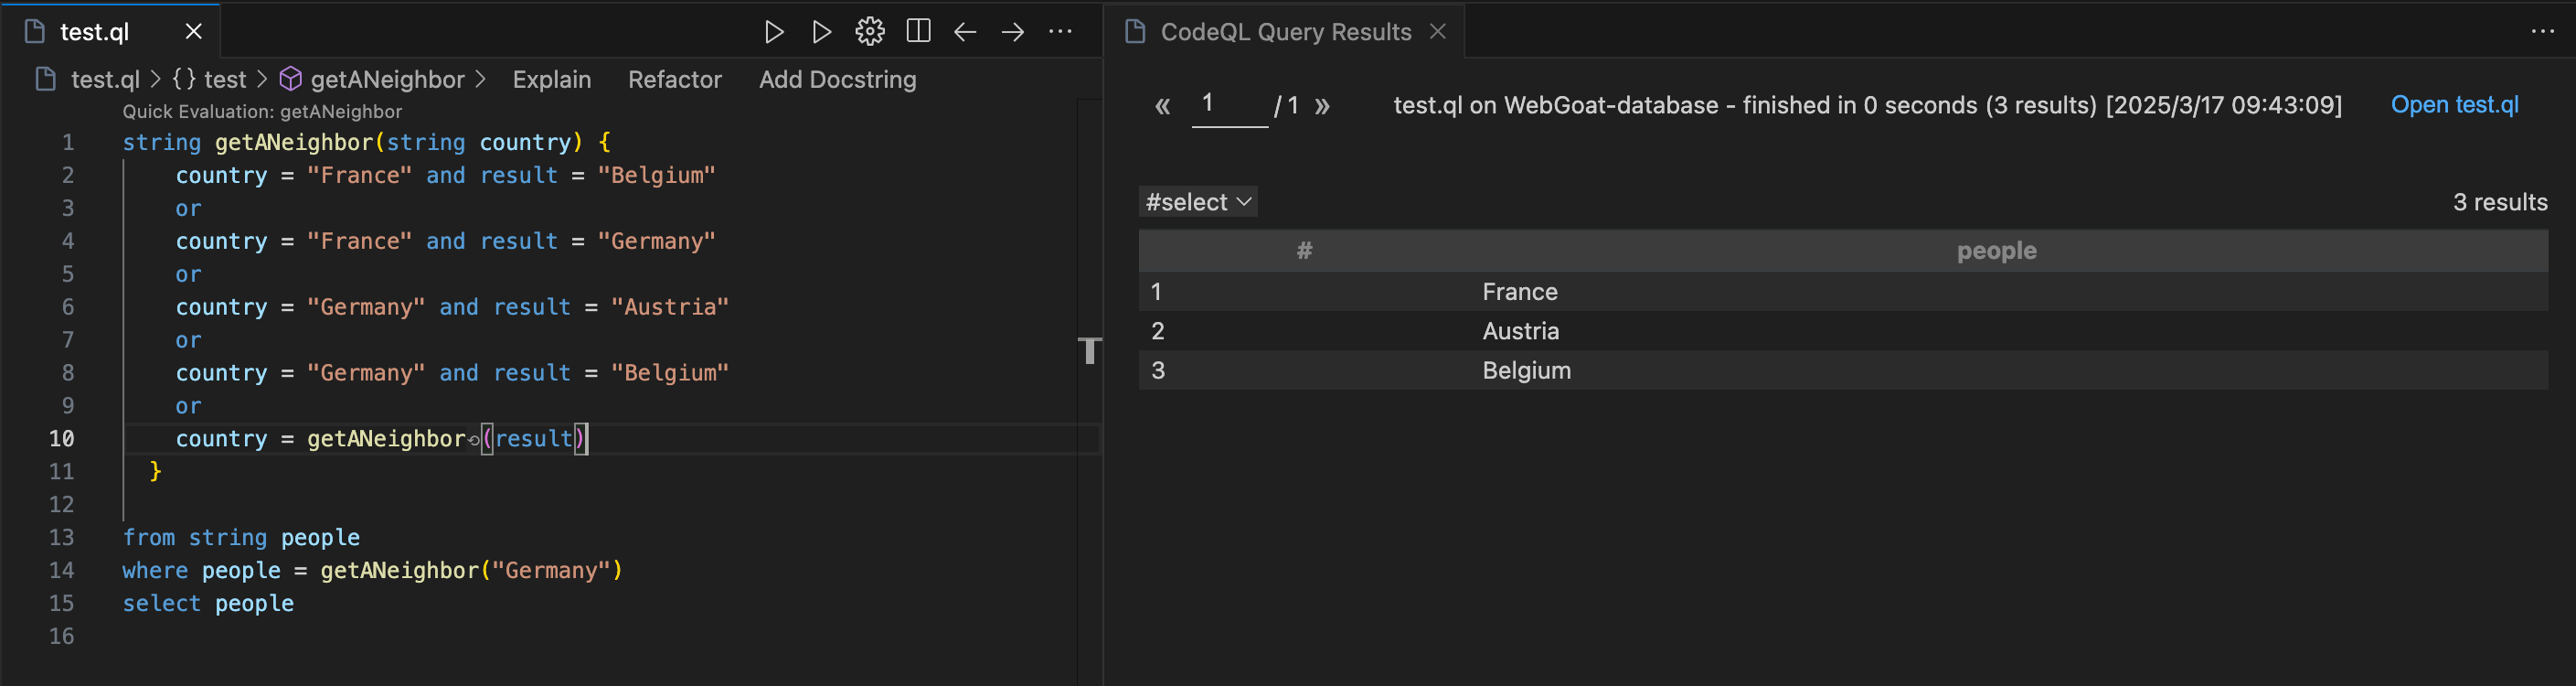 test.ql
test.ql > {} test > getANeighbor > Explain Refactor Add Docstring
Quick Evaluation: getANeighbor
1 string getANeighbor(string country) {
2 country = "France" and result = "Belgium"
3 or
4 country = "France" and result = "Germany"
5 or
6 country = "Germany" and result = "Austria"
7 or
8 country = "Germany" and result = "Belgium"
9 or
10 country = getANeighbor (result)
11 }
12
13 from string people
14 where people = getANeighbor("Germany")
15 select people
16
CodeQL Query Results
« 1 / 1 » test.ql on WebGoat-database - finished in 0 seconds (3 results) [2025/3/17 09:43:09] Open test.ql
#select 3 results
# people
1 France
2 Austria
3 Belgium